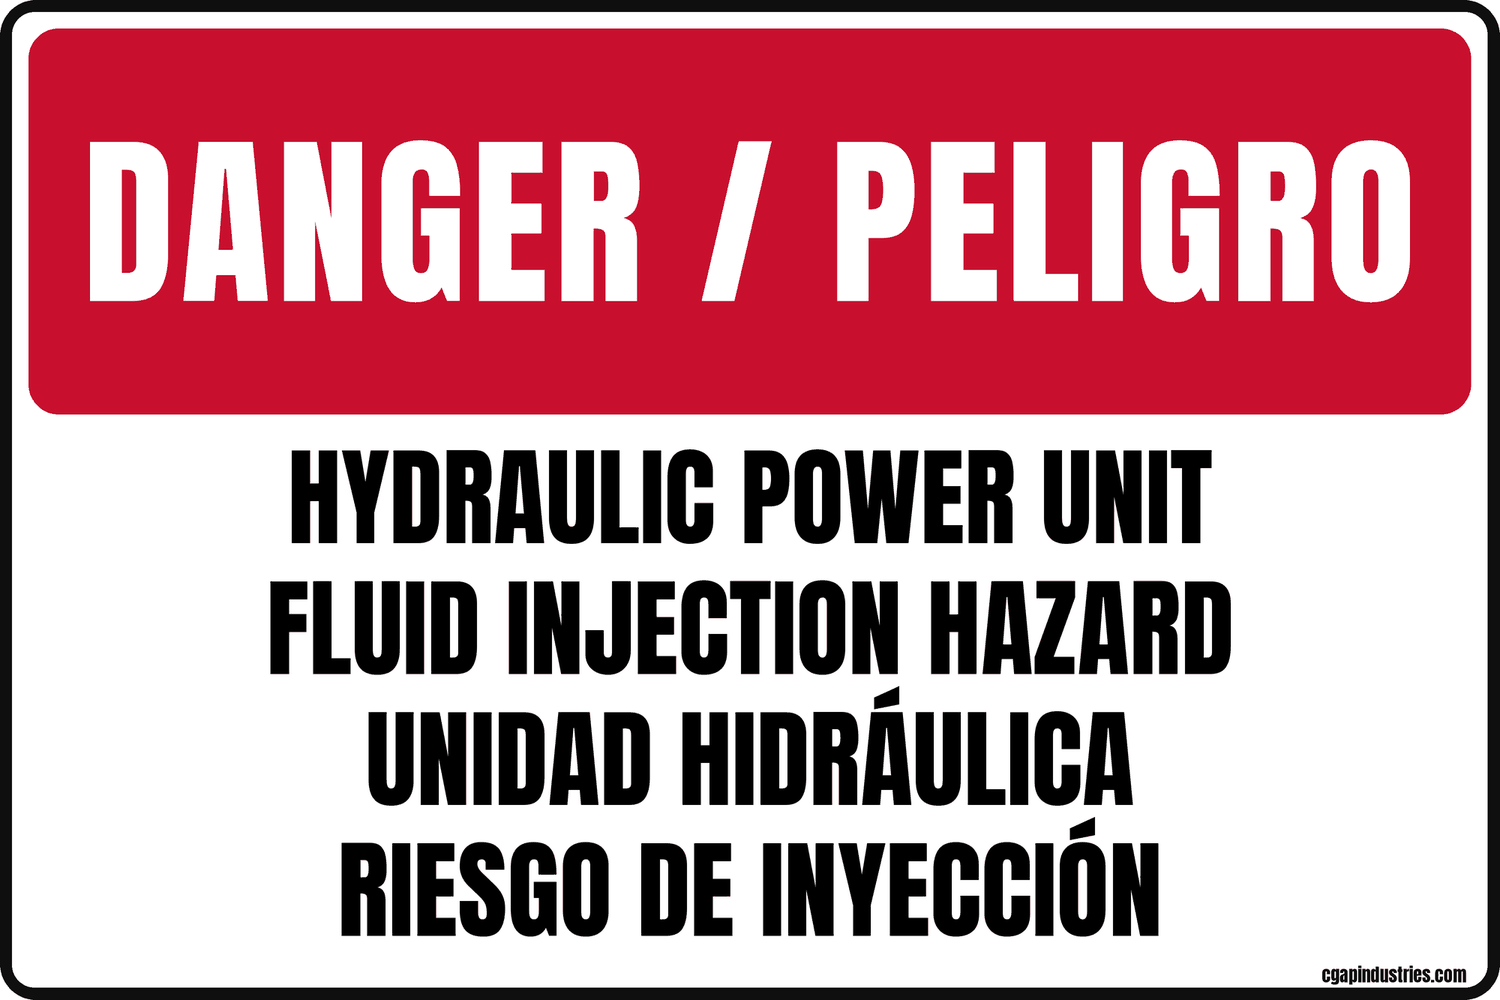 DANGER / PELIGRO
HYDRAULIC POWER UNIT
FLUID INJECTION HAZARD
UNIDAD HIDRÁULICA
RIESGO DE INYECCIÓN
cgapindustries.com